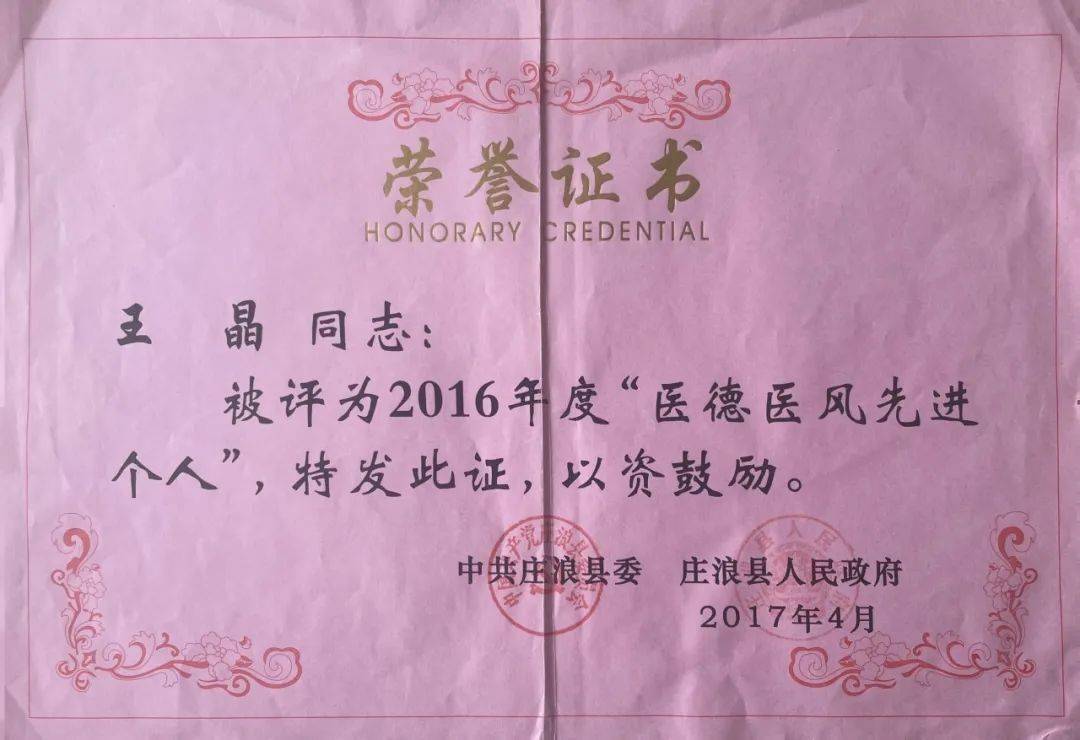 荣誉证书
HONORARY CREDENTIAL
王 晶 同志：
被评为2016年度“医德医风先进
个人”，特发此证，以资鼓励。
中共庄浪县委 庄浪县人民政府
2017年4月